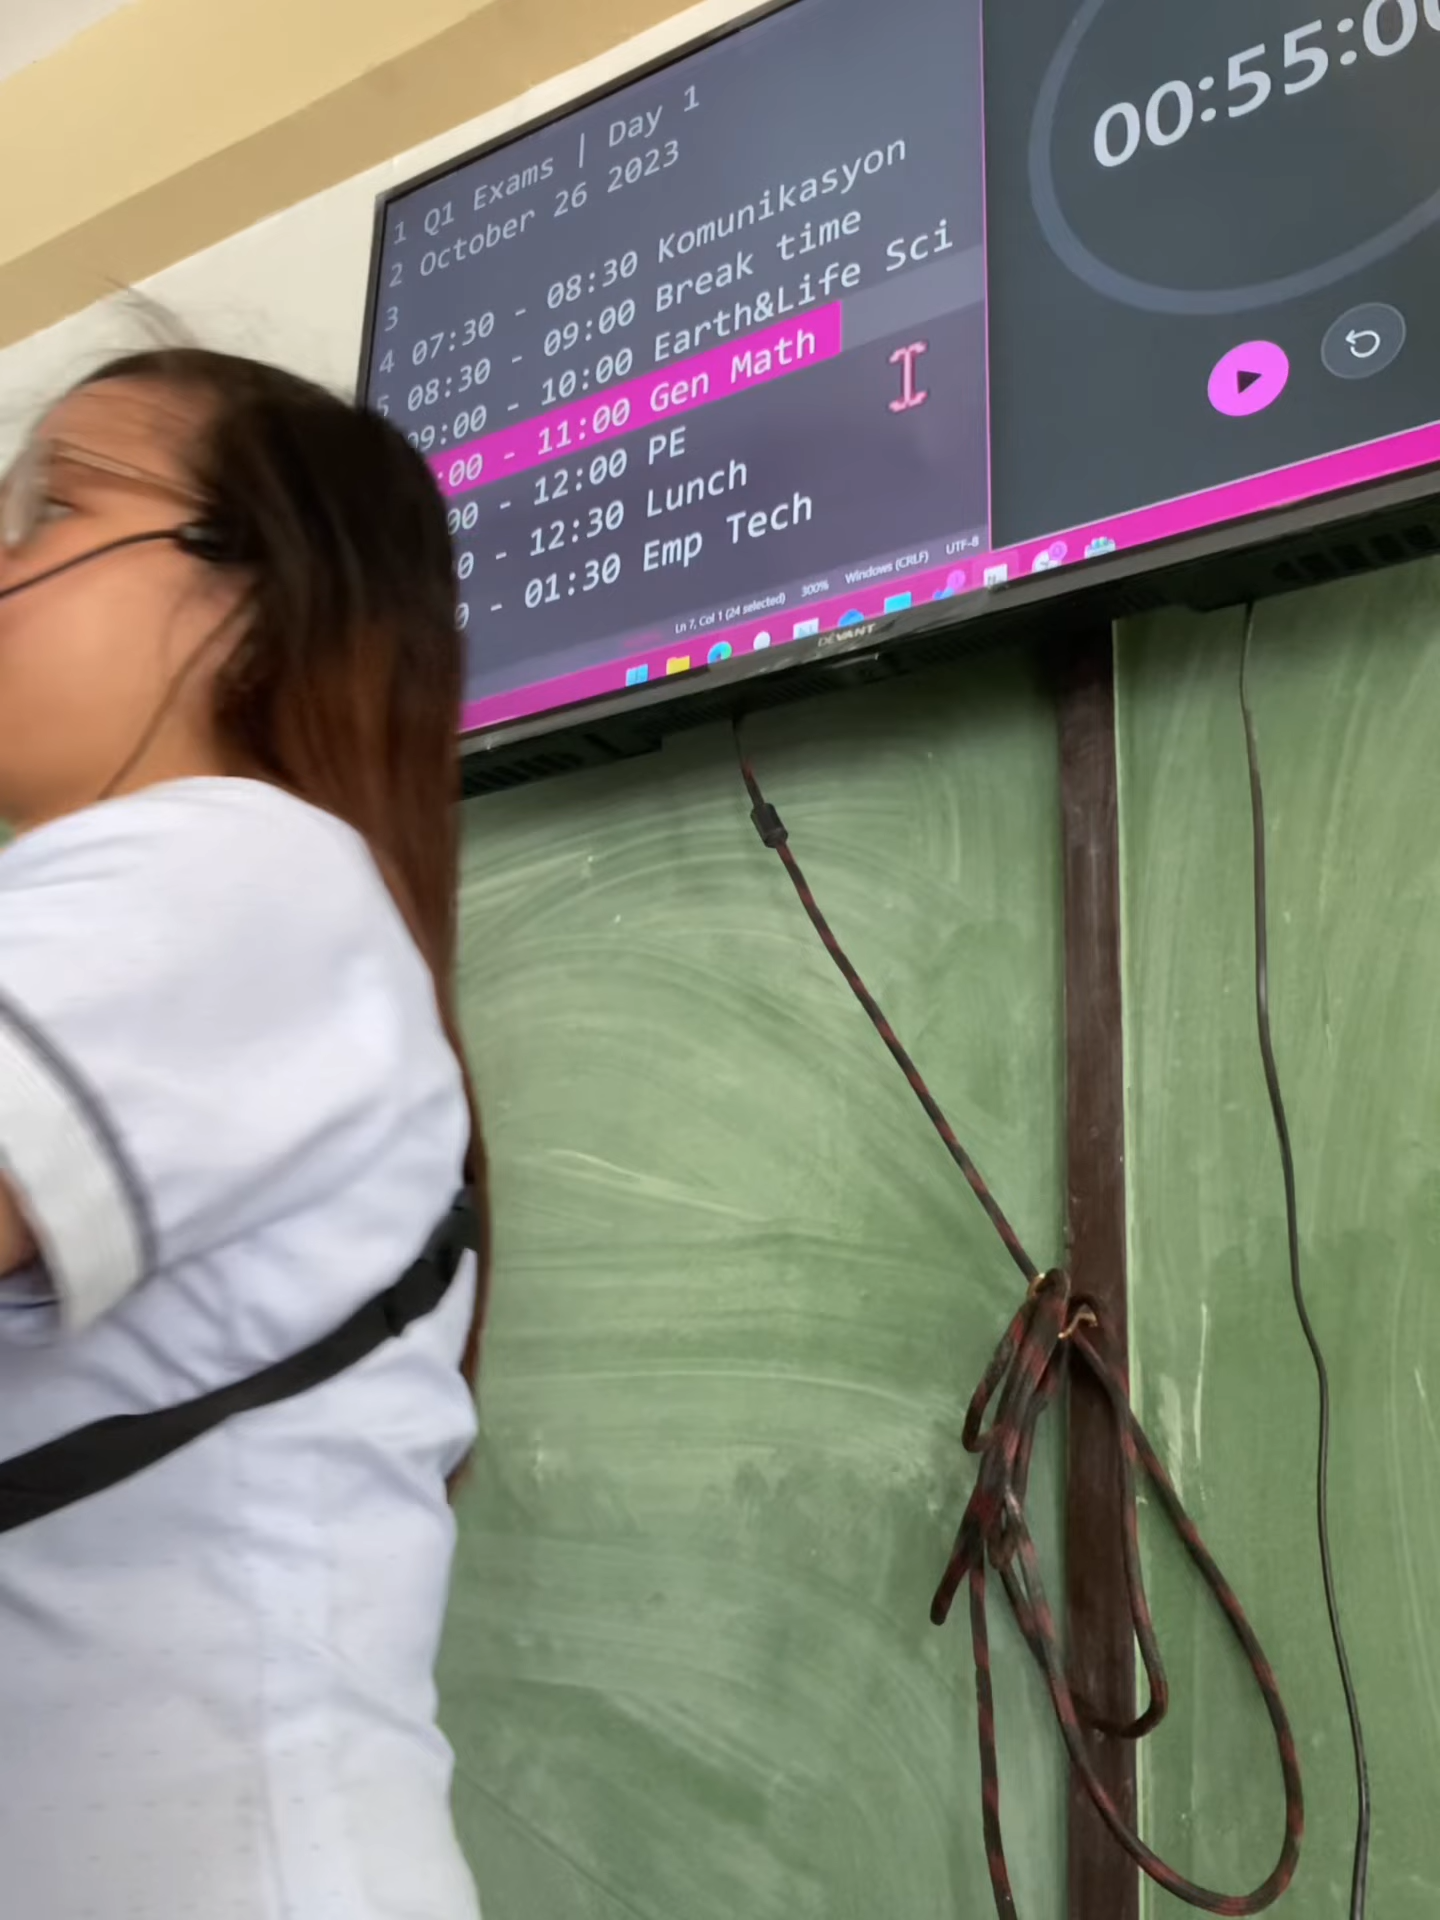 1 Q1 Exams | Day 1
2 October 26 2023
3
4 07:30 - 08:30 Komunikasyon
5 08:30 - 09:00 Break time
09:00 - 10:00 Earth&Life Sci
:00 - 11:00 Gen Math
00 - 12:00 PE
0 - 12:30 Lunch
0 - 01:30 Emp Tech
Ln 7, Col 1 (24 selected) 300% Windows (CRLF) UTF-8
00:55:00
DEVANT